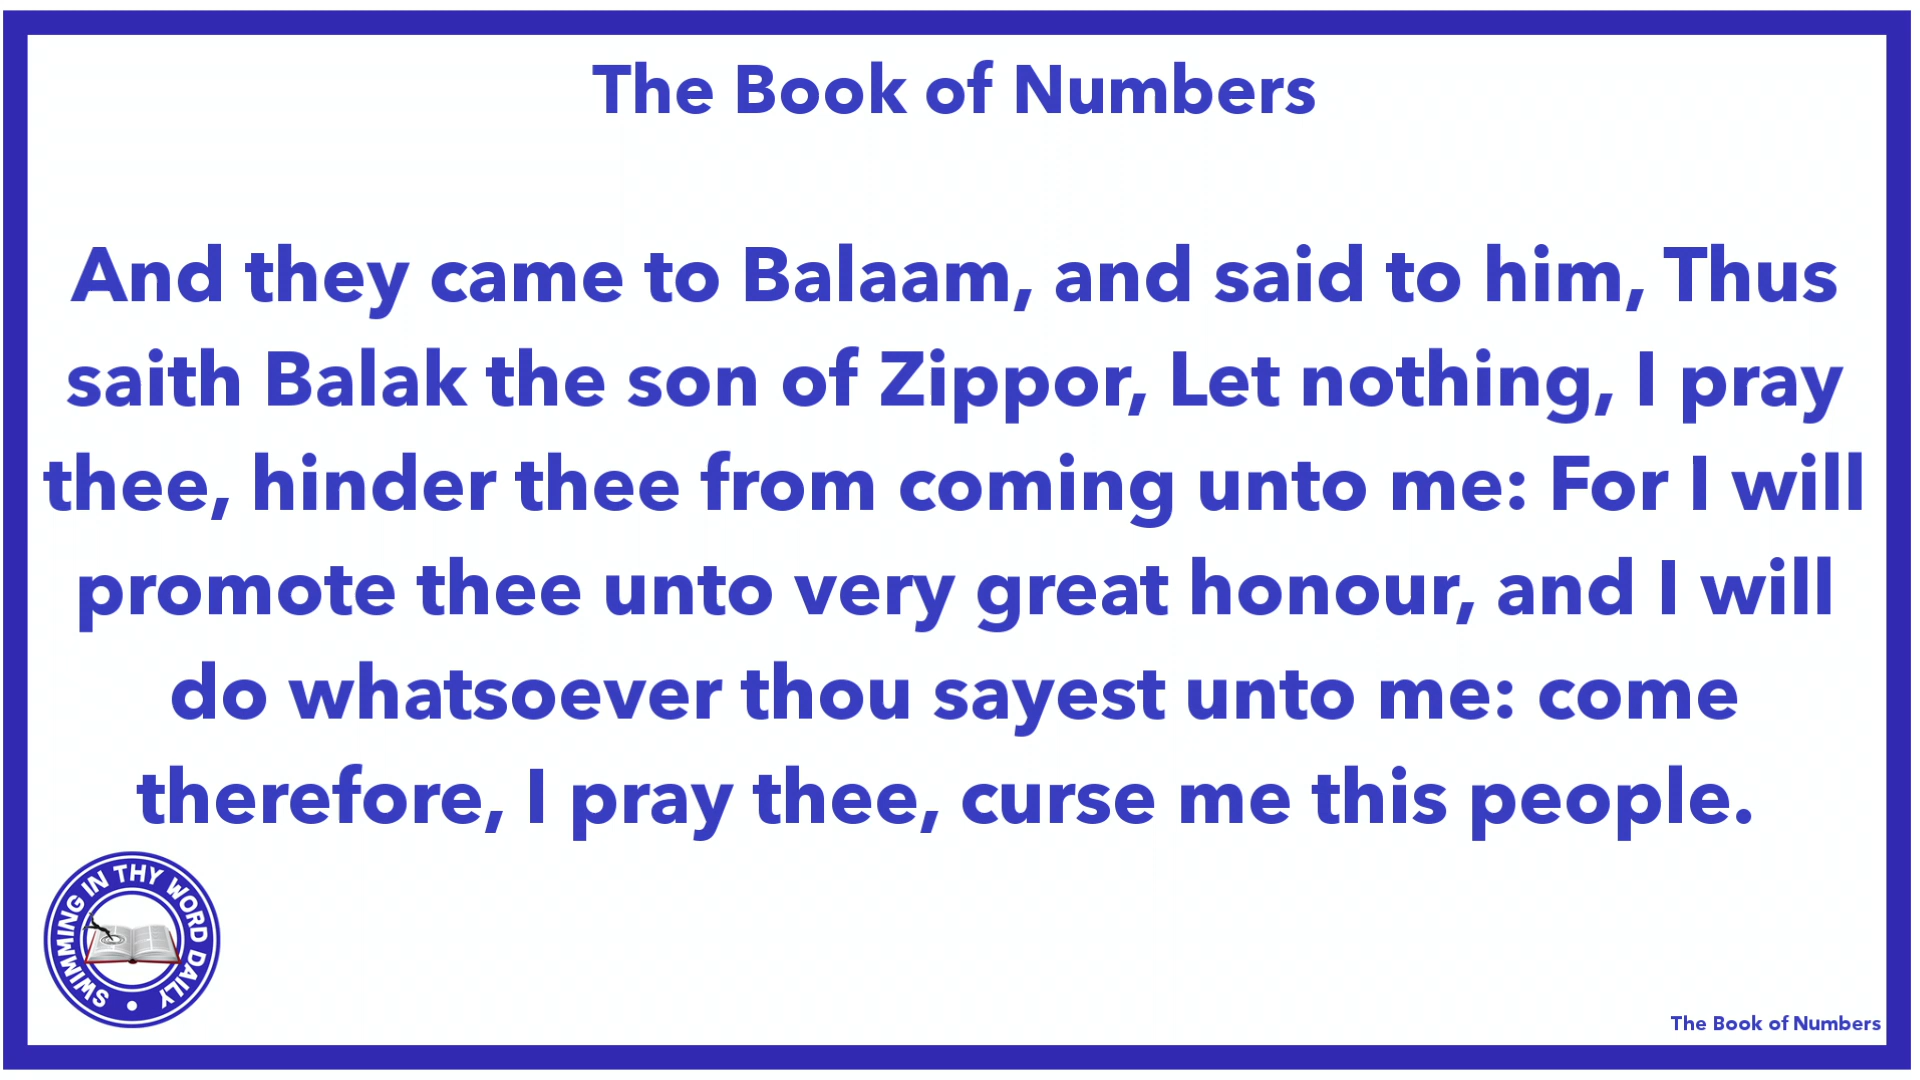 The Book of Numbers
And they came to Balaam, and said to him, Thus
saith Balak the son of Zippor, Let nothing, I pray
thee, hinder thee from coming unto me: For I will
promote thee unto very great honour, and I will
do whatsoever thou sayest unto me: come
therefore, I pray thee, curse me this people.
SWIMMING IN THY WORD DAILY
The Book of Numbers